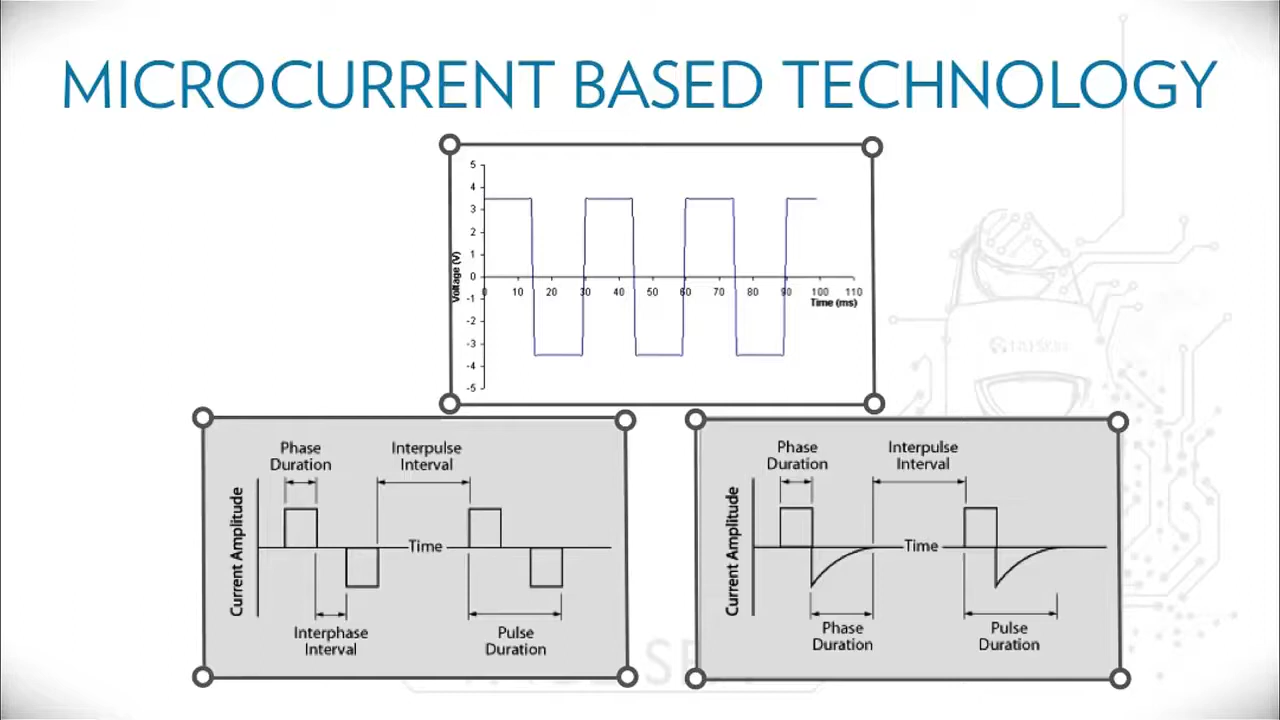 MICROCURRENT BASED TECHNOLOGY
5
4
3
2
1
0
-1
-2
-3
-4
-5
Voltage (V)
0 10 20 30 40 50 60 70 80 90 100 110
Time (ms)
Phase
Duration
Interpulse
Interval
Current Amplitude
Time
Interphase
Interval
Pulse
Duration
Phase
Duration
Interpulse
Interval
Current Amplitude
Time
Phase
Duration
Pulse
Duration